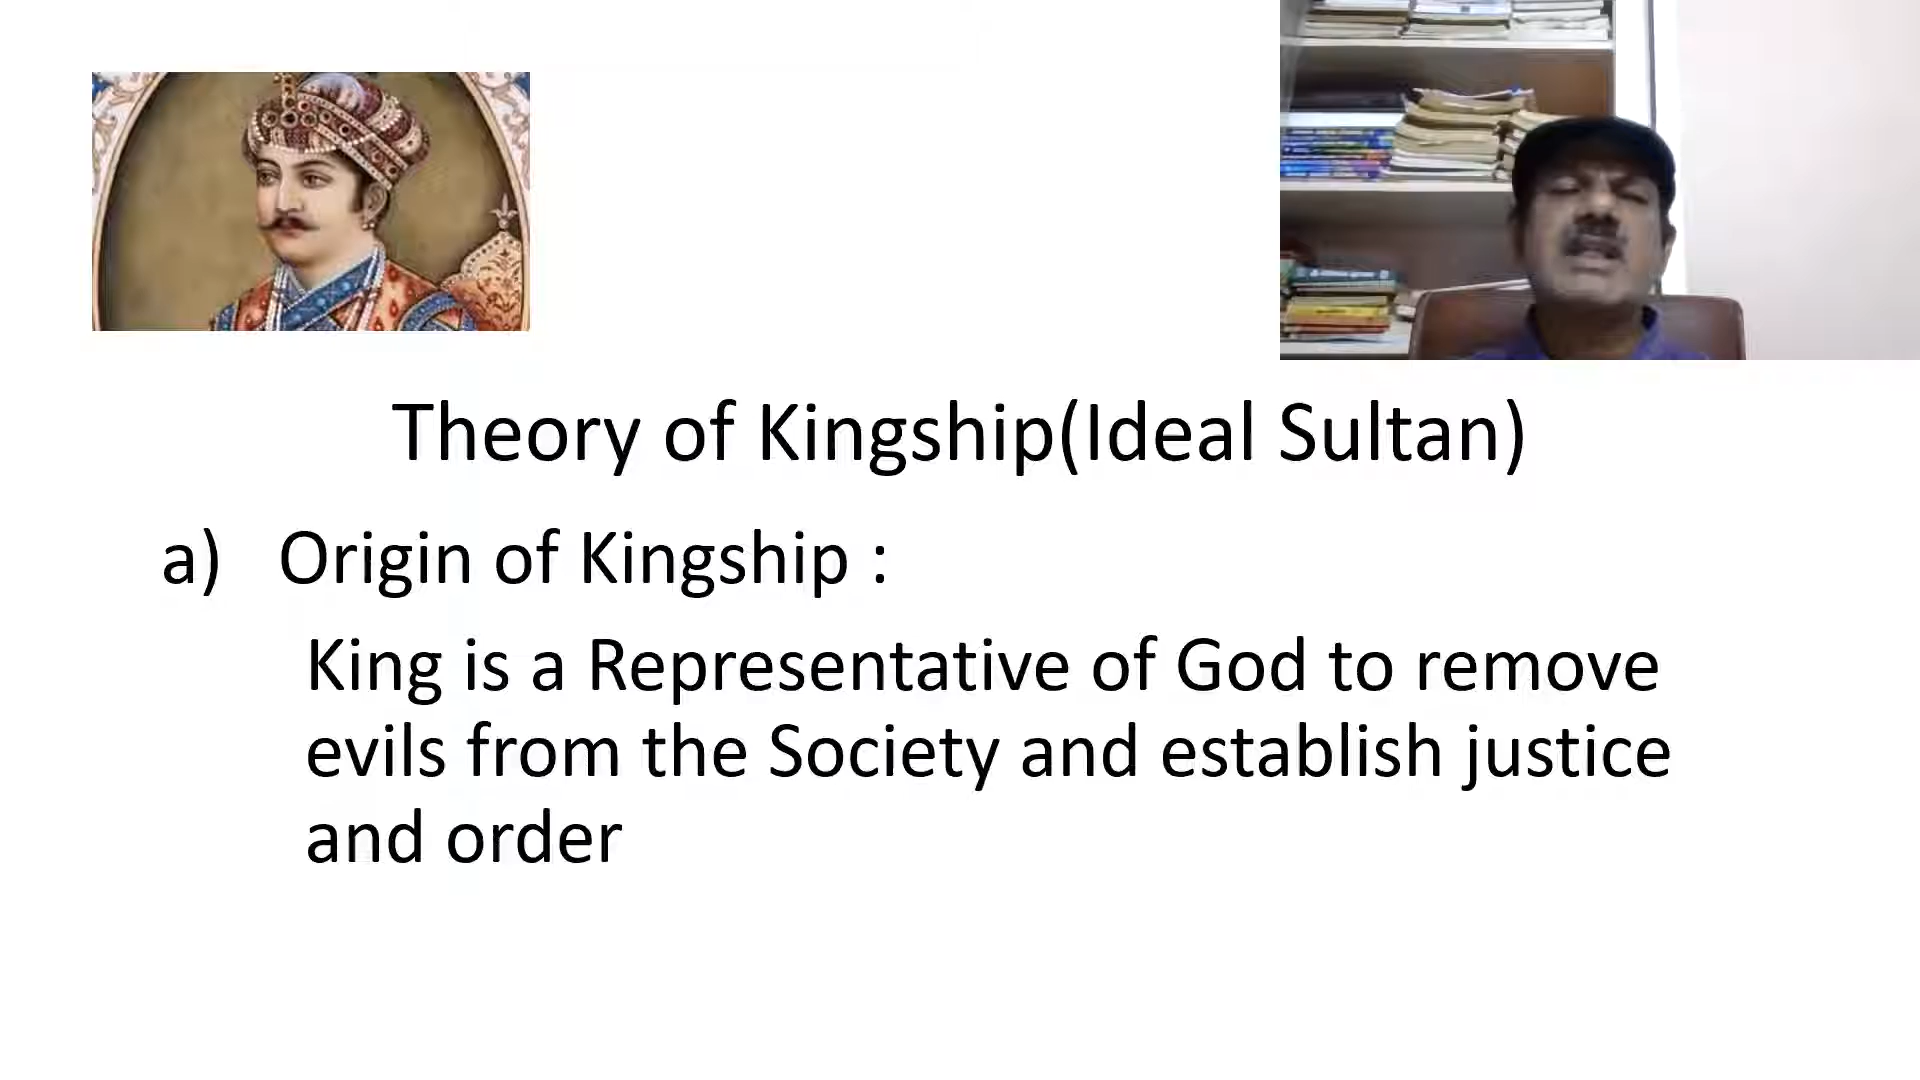 Theory of Kingship(Ideal Sultan)
a) Origin of Kingship :
King is a Representative of God to remove
evils from the Society and establish justice
and order